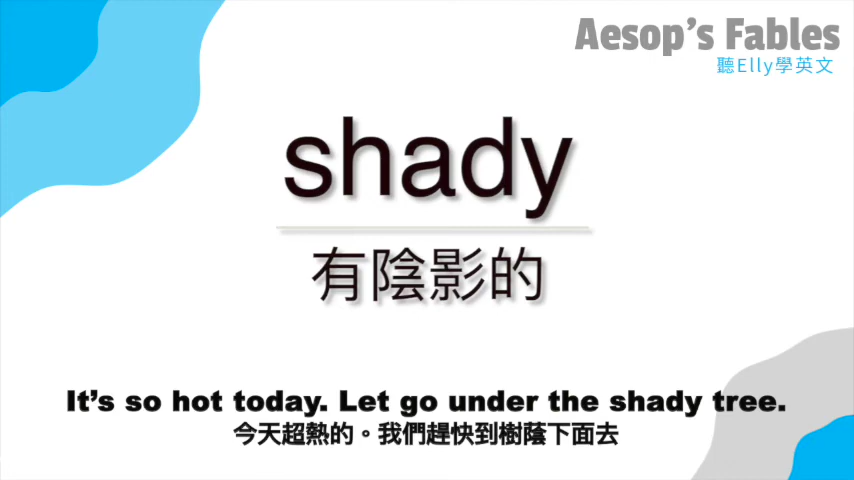 Aesop's Fables
聽Elly學英文
shady
有陰影的
It's so hot today. Let go under the shady tree.
今天超熱的。我們趕快到樹蔭下面去